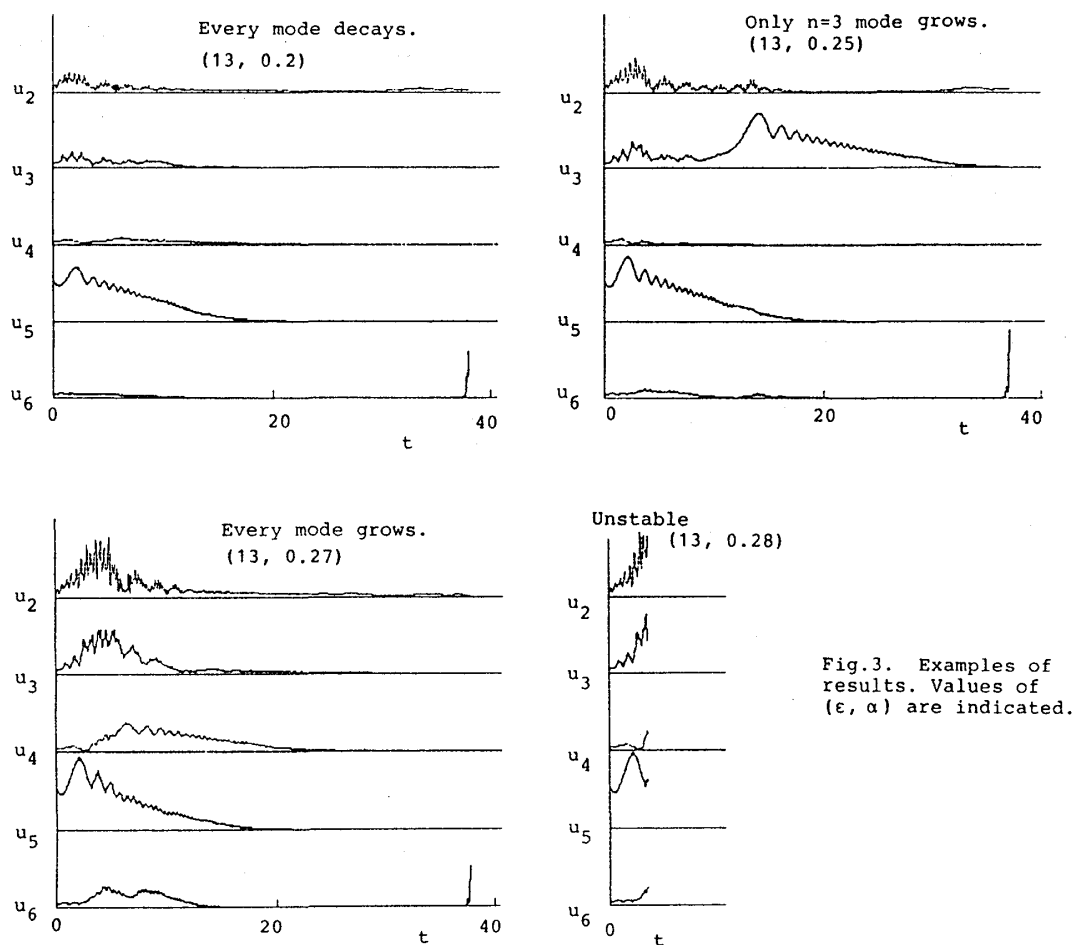 Every mode decays.
(13, 0.2)
u2
u3
u4
u5
u6
0
20
40
t
Only n=3 mode grows.
(13, 0.25)
u2
u3
u4
u5
u6
0
20
40
t
Every mode grows.
(13, 0.27)
u2
u3
u4
u5
u6
0
20
40
t
Unstable
(13, 0.28)
u2
u3
u4
u5
u6
0
t
Fig.3. Examples of
results. Values of
(ε, α) are indicated.